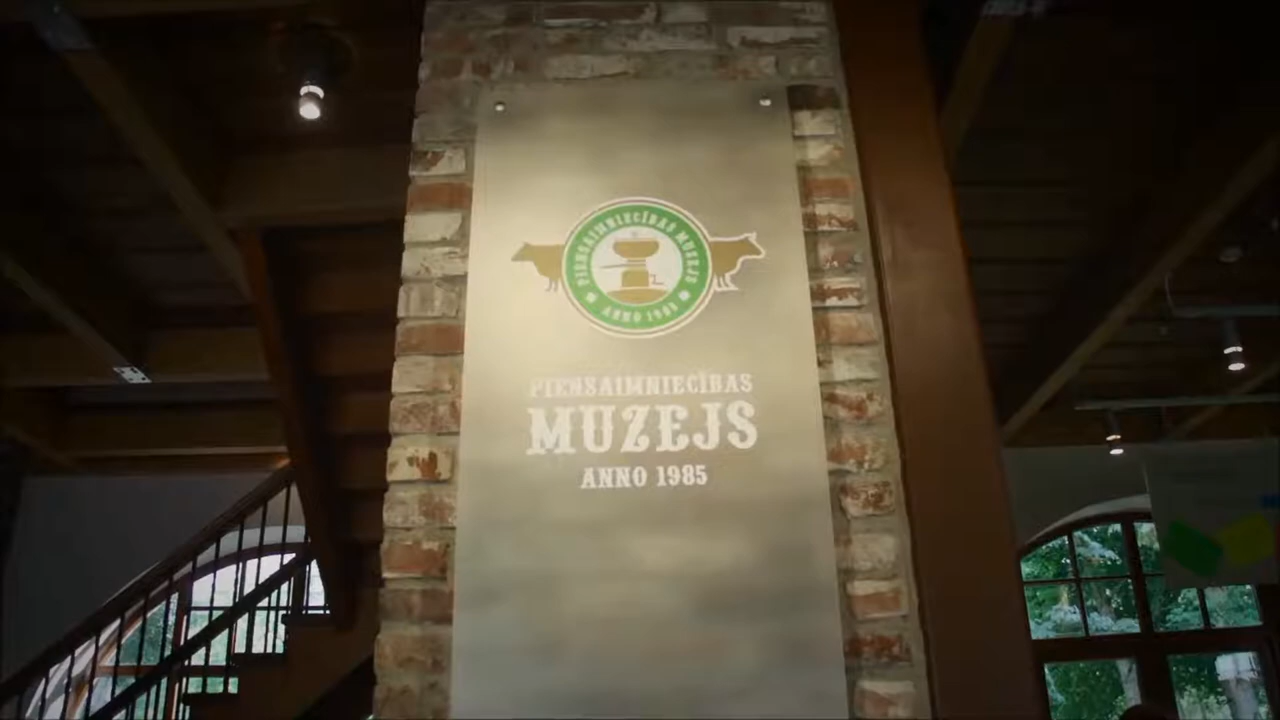 PIENSAIMNIECĪBAS MUZEJS
ANNO 1985
PIENSAIMNIECĪBAS
MUZEJS
ANNO 1985